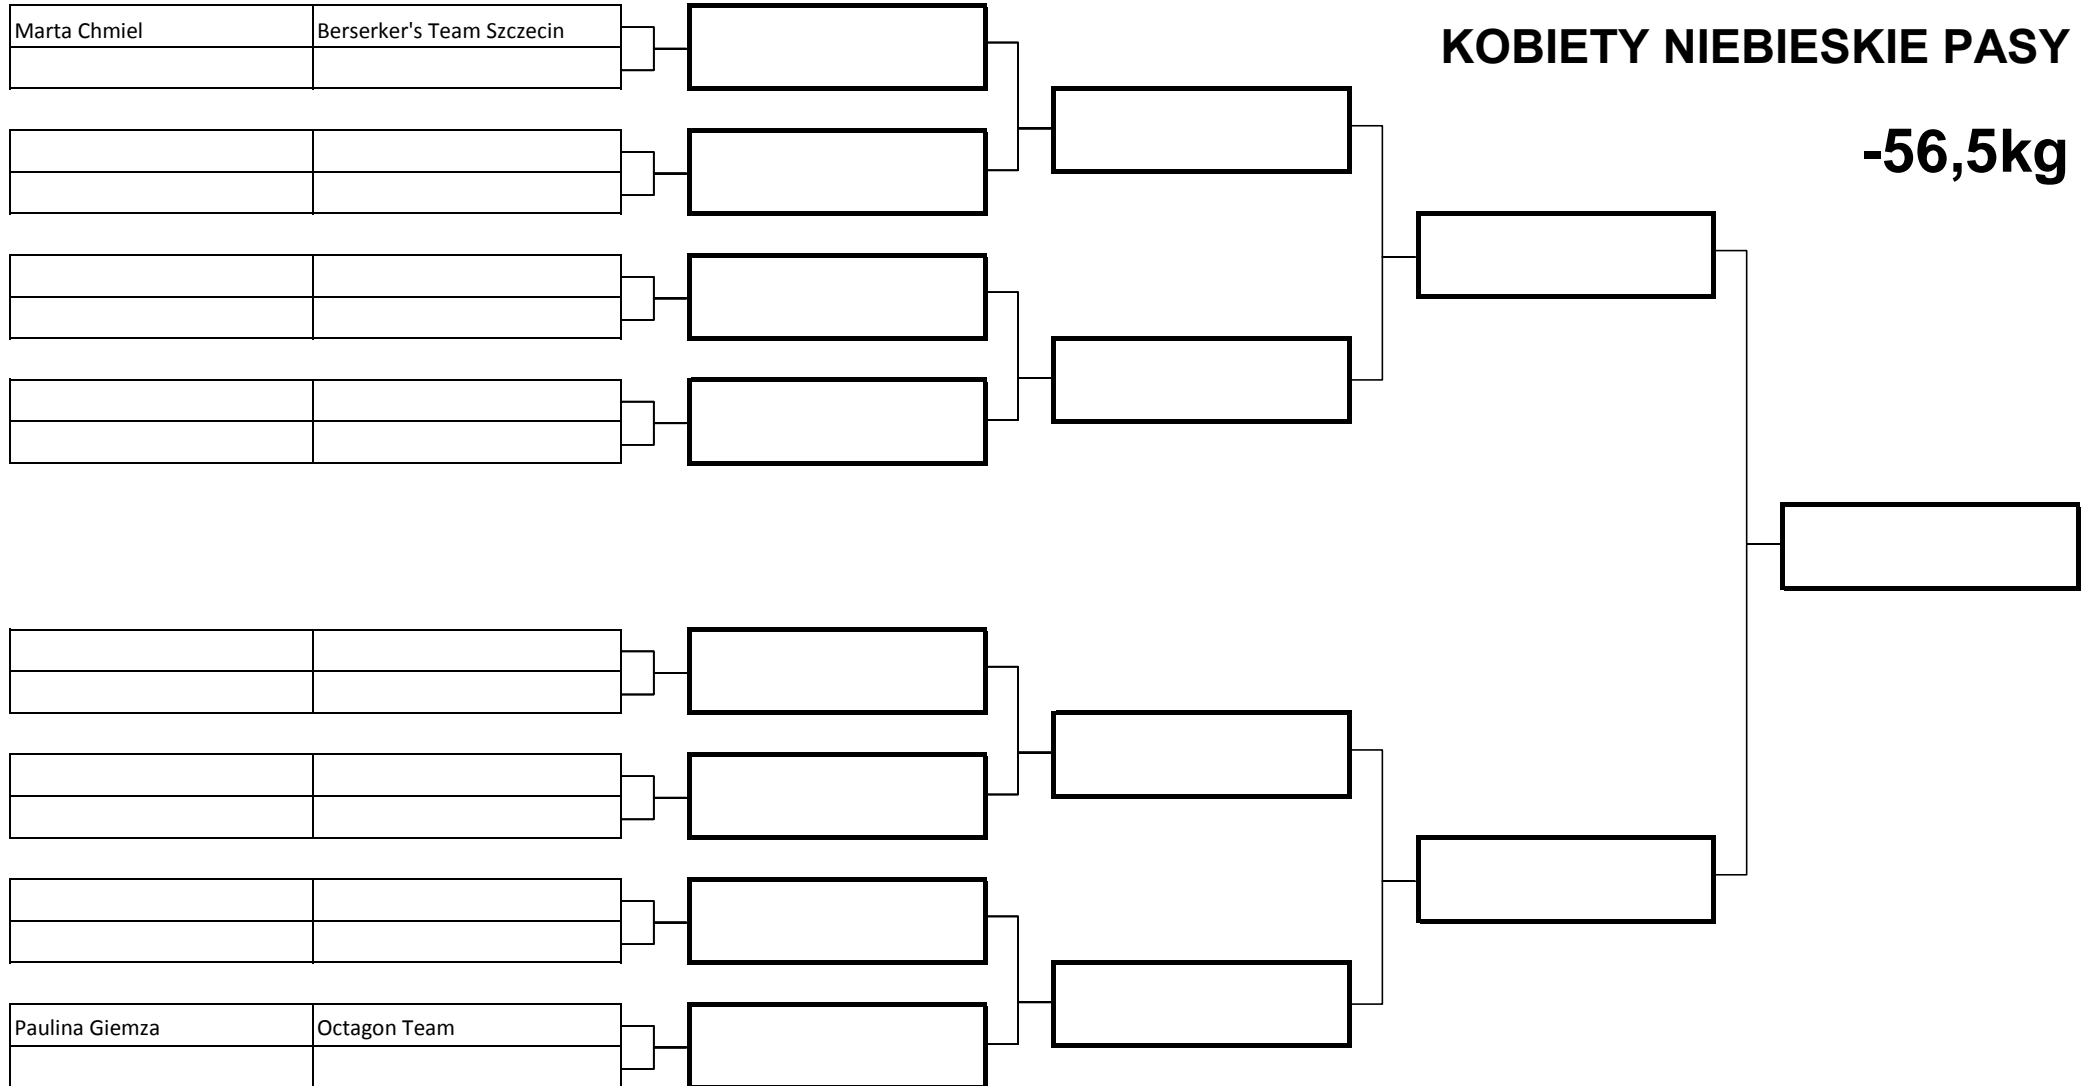 Marta Chmiel Berserker's Team Szczecin
KOBIETY NIEBIESKIE PASY
-56,5kg
Paulina Giemza Octagon Team